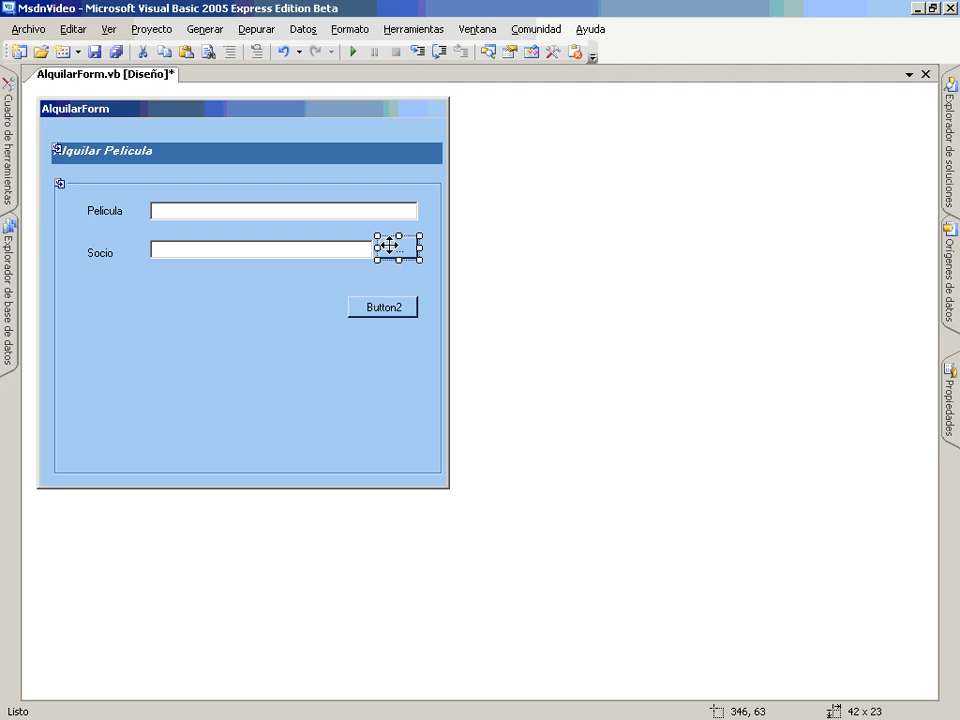 MsdnVideo - Microsoft Visual Basic 2005 Express Edition Beta
Archivo Editar Ver Proyecto Generar Depurar Datos Formato Herramientas Ventana Comunidad Ayuda
AlquilarForm.vb [Diseño]*
Cuadro de herramientas
Explorador de base de datos
AlquilarForm
Alquilar Pelicula
Pelicula
Socio
...
Button2
Explorador de soluciones
Orígenes de datos
Propiedades
Listo
346, 63
42 x 23